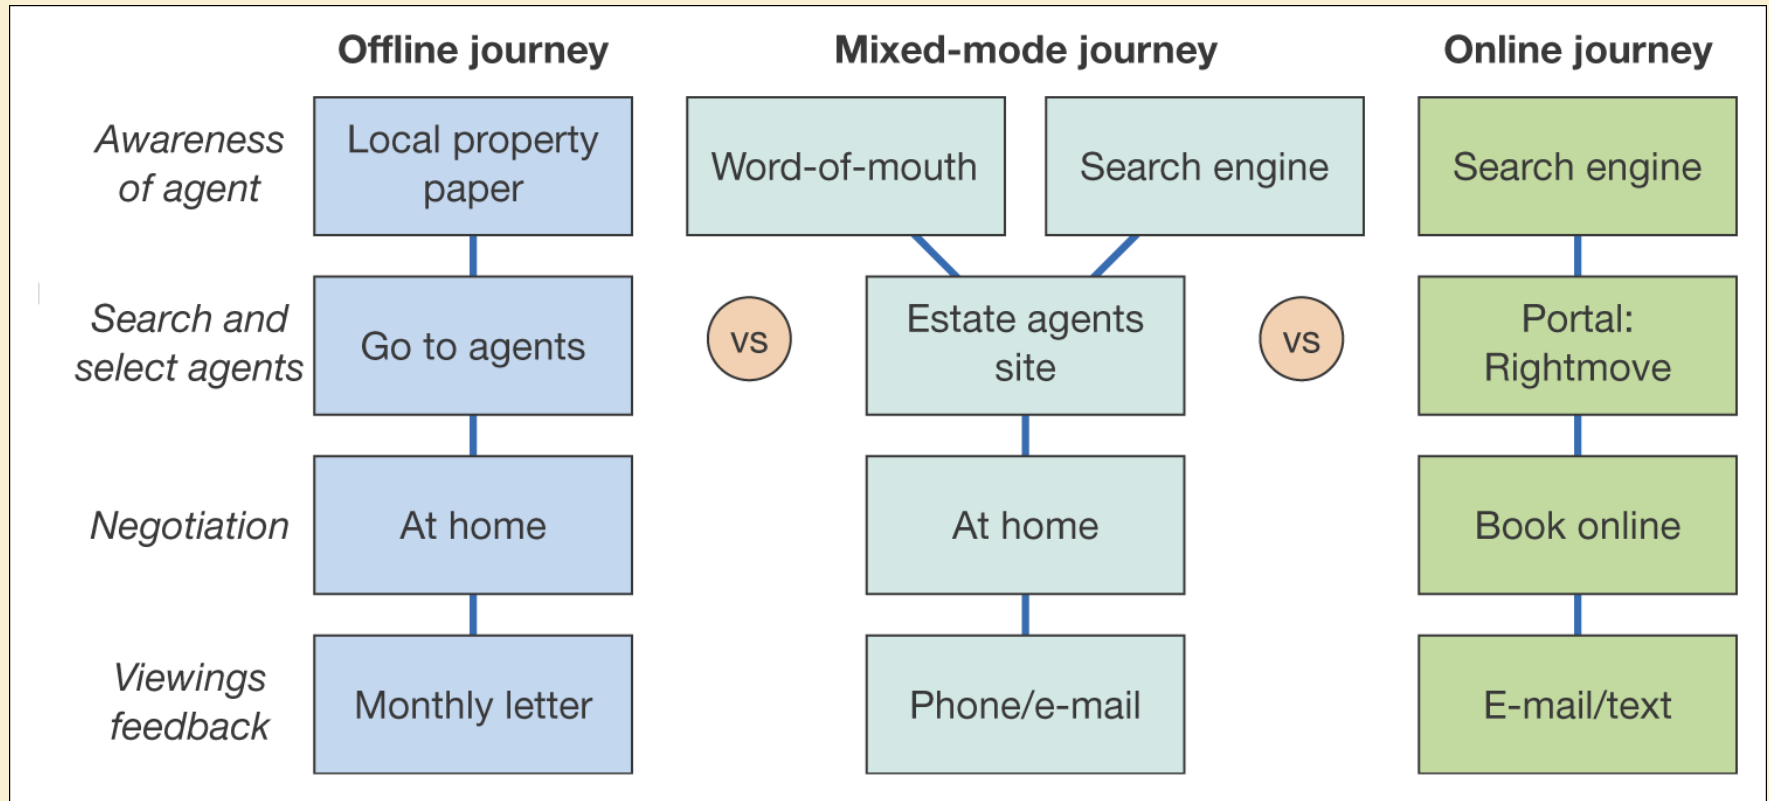 Offline journey
Mixed-mode journey
Online journey
Awareness
of agent
Local property
paper
Word-of-mouth
Search engine
Search engine
Search and
select agents
Go to agents
vs
Estate agents
site
vs
Portal:
Rightmove
Negotiation
At home
At home
Book online
Viewings
feedback
Monthly letter
Phone/e-mail
E-mail/text